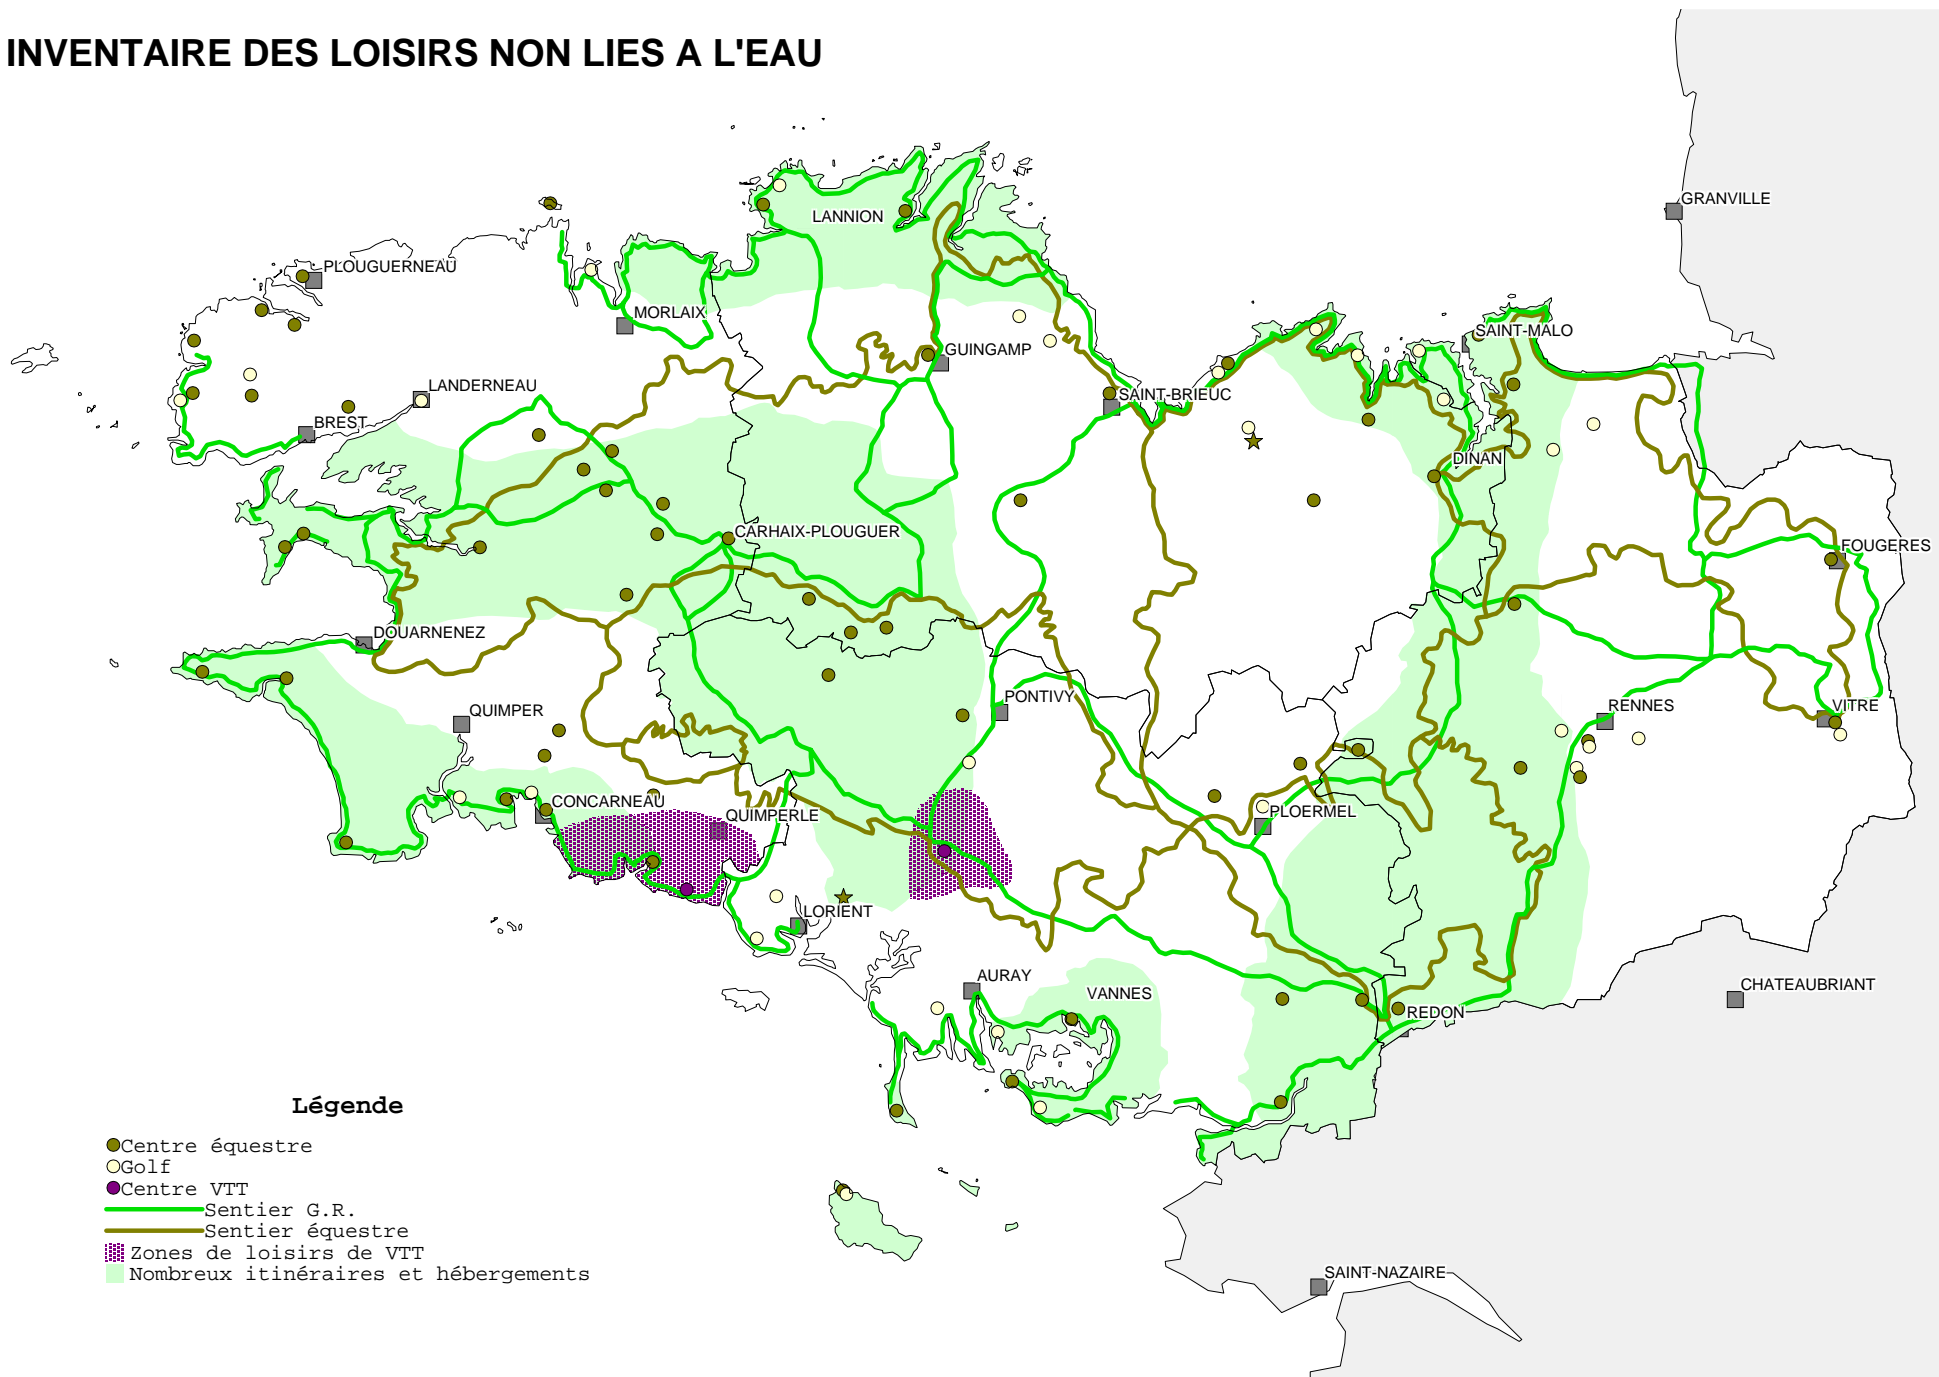 INVENTAIRE DES LOISIRS NON LIES A L'EAU
GRANVILLE
LANNION
PLOUGUERNEAU
MORLAIX
SAINT-MALO
GUINGAMP
LANDERNEAU
SAINT-BRIEUC
BREST
DINAN
CARHAIX-PLOUGUER
FOUGERES
DOUARNENEZ
PONTIVY
QUIMPER
RENNES
VITRE
CONCARNEAU
QUIMPERLE
PLOERMEL
LORIENT
AURAY
VANNES
CHATEAUBRIANT
REDON
SAINT-NAZAIRE
Légende
Centre équestre
Golf
Centre VTT
Sentier G.R.
Sentier équestre
Zones de loisirs de VTT
Nombreux itinéraires et hébergements